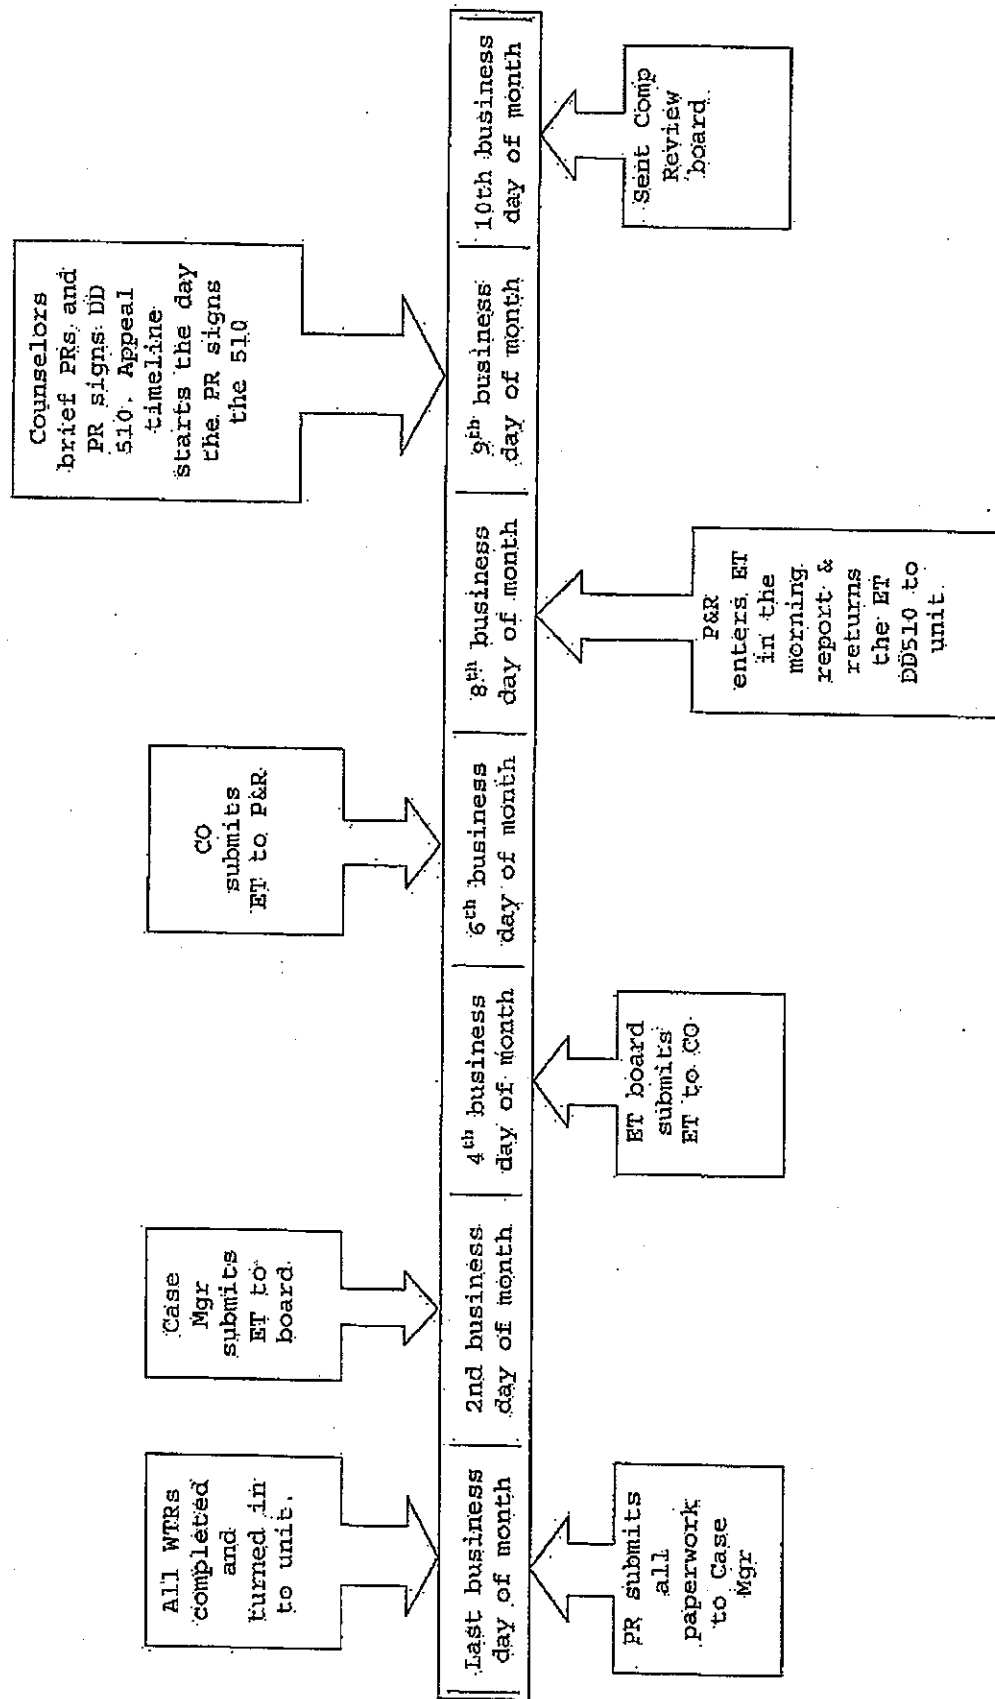 All WTRs
completed
and
turned in
to unit.
Case
Mgr
submits
ET to
board.
CO
submits
ET to P&R
Counselors
brief PRs and
PR signs DD
510. Appeal
timeline
starts the day
the PR signs
the 510
Last business
day of month
2nd business
day of month
4th business
day of month
6th business
day of month
8th business
day of month
9th business
day of month
10th business
day of month
PR submits
all
paperwork
to Case
Mgr
ET board
submits
ET to CO
P&R
enters ET
in the
morning
report &
returns
the ET
DD510 to
unit
Sent Comp
Review
board